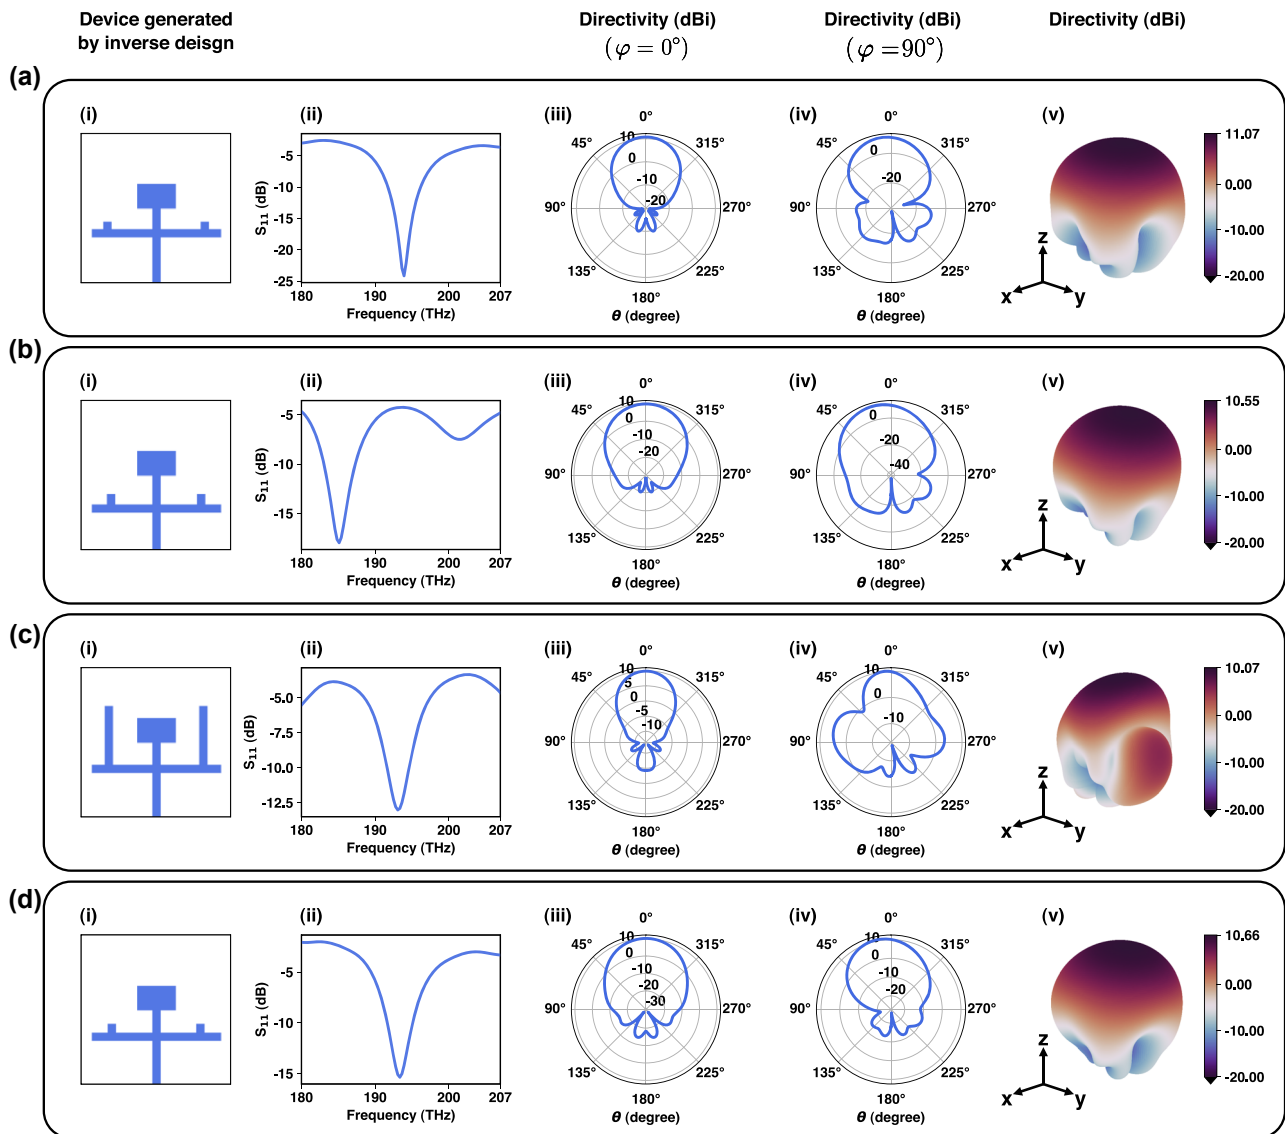 Device generated
by inverse deisgn
Directivity (dBi)
(φ = 0°)
Directivity (dBi)
(φ =90°)
Directivity (dBi)
(a)
(i)
(ii)
S11 (dB)
-5
-10
-15
-20
-25
180
190
200
207
Frequency (THz)
(iii)
0°
45°
315°
90°
270°
135°
225°
180°
10
0
-10
-20
θ (degree)
(iv)
0°
45°
315°
90°
270°
135°
225°
180°
0
-20
θ (degree)
(v)
z
x
y
11.07
0.00
-10.00
-20.00
(b)
(i)
(ii)
S11 (dB)
-5
-10
-15
180
190
200
207
Frequency (THz)
(iii)
0°
45°
315°
90°
270°
135°
225°
180°
10
0
-10
-20
θ (degree)
(iv)
0°
45°
315°
90°
270°
135°
225°
180°
0
-20
-40
θ (degree)
(v)
z
x
y
10.55
0.00
-10.00
-20.00
(c)
(i)
(ii)
S11 (dB)
-5.0
-7.5
-10.0
-12.5
180
190
200
207
Frequency (THz)
(iii)
0°
45°
315°
90°
270°
135°
225°
180°
10
5
0
-5
-10
θ (degree)
(iv)
0°
45°
315°
90°
270°
135°
225°
180°
10
0
-10
θ (degree)
(v)
z
x
y
10.07
0.00
-10.00
-20.00
(d)
(i)
(ii)
S11 (dB)
-5
-10
-15
180
190
200
207
Frequency (THz)
(iii)
0°
45°
315°
90°
270°
135°
225°
180°
10
0
-10
-20
-30
θ (degree)
(iv)
0°
45°
315°
90°
270°
135°
225°
180°
10
0
-10
-20
θ (degree)
(v)
z
x
y
10.66
0.00
-10.00
-20.00